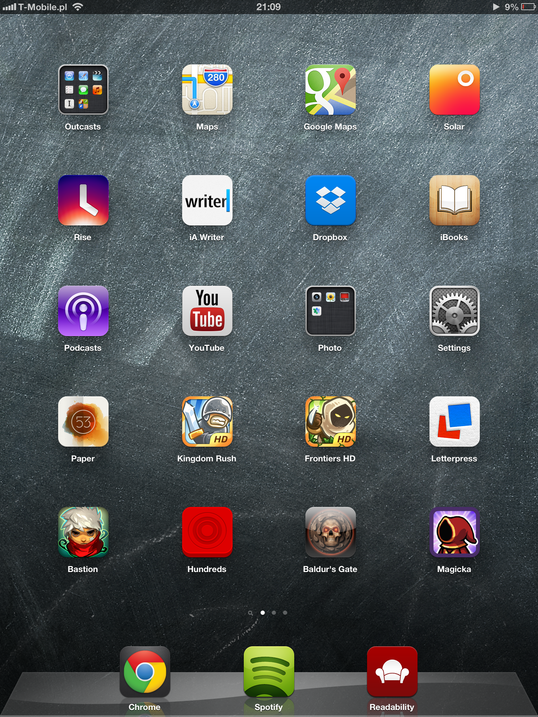 T-Mobile.pl 21:09 9%
280
Outcasts Maps Google Maps Solar
writer
Rise iA Writer Dropbox iBooks
You
Tube
Podcasts YouTube Photo Settings
53 HD HD
Paper Kingdom Rush Frontiers HD Letterpress
Bastion Hundreds Baldur's Gate Magicka
Chrome Spotify Readability